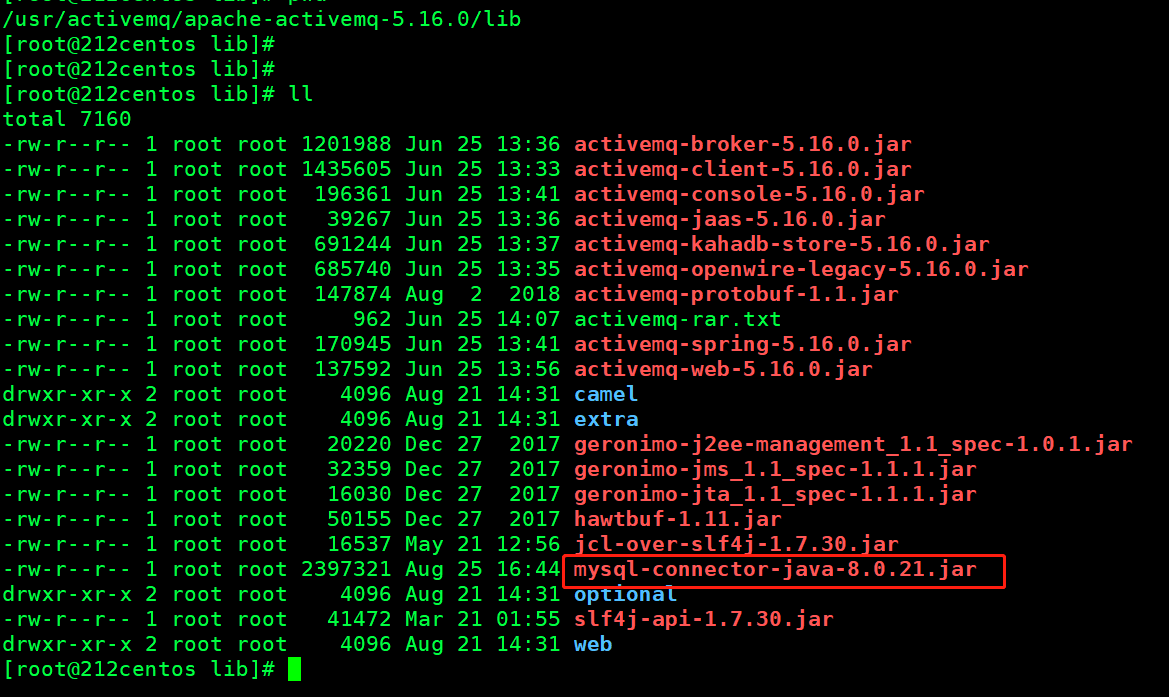 /usr/activemq/apache-activemq-5.16.0/lib
[root@212centos lib]#
[root@212centos lib]#
[root@212centos lib]# ll
total 7160
-rw-r--r-- 1 root root 1201988 Jun 25 13:36 activemq-broker-5.16.0.jar
-rw-r--r-- 1 root root 1435605 Jun 25 13:33 activemq-client-5.16.0.jar
-rw-r--r-- 1 root root  196361 Jun 25 13:41 activemq-console-5.16.0.jar
-rw-r--r-- 1 root root   39267 Jun 25 13:36 activemq-jaas-5.16.0.jar
-rw-r--r-- 1 root root  691244 Jun 25 13:37 activemq-kahadb-store-5.16.0.jar
-rw-r--r-- 1 root root  685740 Jun 25 13:35 activemq-openwire-legacy-5.16.0.jar
-rw-r--r-- 1 root root  147874 Aug  2  2018 activemq-protobuf-1.1.jar
-rw-r--r-- 1 root root     962 Jun 25 14:07 activemq-rar.txt
-rw-r--r-- 1 root root  170945 Jun 25 13:41 activemq-spring-5.16.0.jar
-rw-r--r-- 1 root root  137592 Jun 25 13:56 activemq-web-5.16.0.jar
drwxr-xr-x 2 root root    4096 Aug 21 14:31 camel
drwxr-xr-x 2 root root    4096 Aug 21 14:31 extra
-rw-r--r-- 1 root root   20220 Dec 27  2017 geronimo-j2ee-management_1.1_spec-1.0.1.jar
-rw-r--r-- 1 root root   32359 Dec 27  2017 geronimo-jms_1.1_spec-1.1.1.jar
-rw-r--r-- 1 root root   16030 Dec 27  2017 geronimo-jta_1.1_spec-1.1.1.jar
-rw-r--r-- 1 root root   50155 Dec 27  2017 hawtbuf-1.11.jar
-rw-r--r-- 1 root root   16537 May 21 12:56 jcl-over-slf4j-1.7.30.jar
-rw-r--r-- 1 root root 2397321 Aug 25 16:44 mysql-connector-java-8.0.21.jar
drwxr-xr-x 2 root root    4096 Aug 21 14:31 optional
-rw-r--r-- 1 root root   41472 Mar 21 01:55 slf4j-api-1.7.30.jar
drwxr-xr-x 2 root root    4096 Aug 21 14:31 web
[root@212centos lib]#